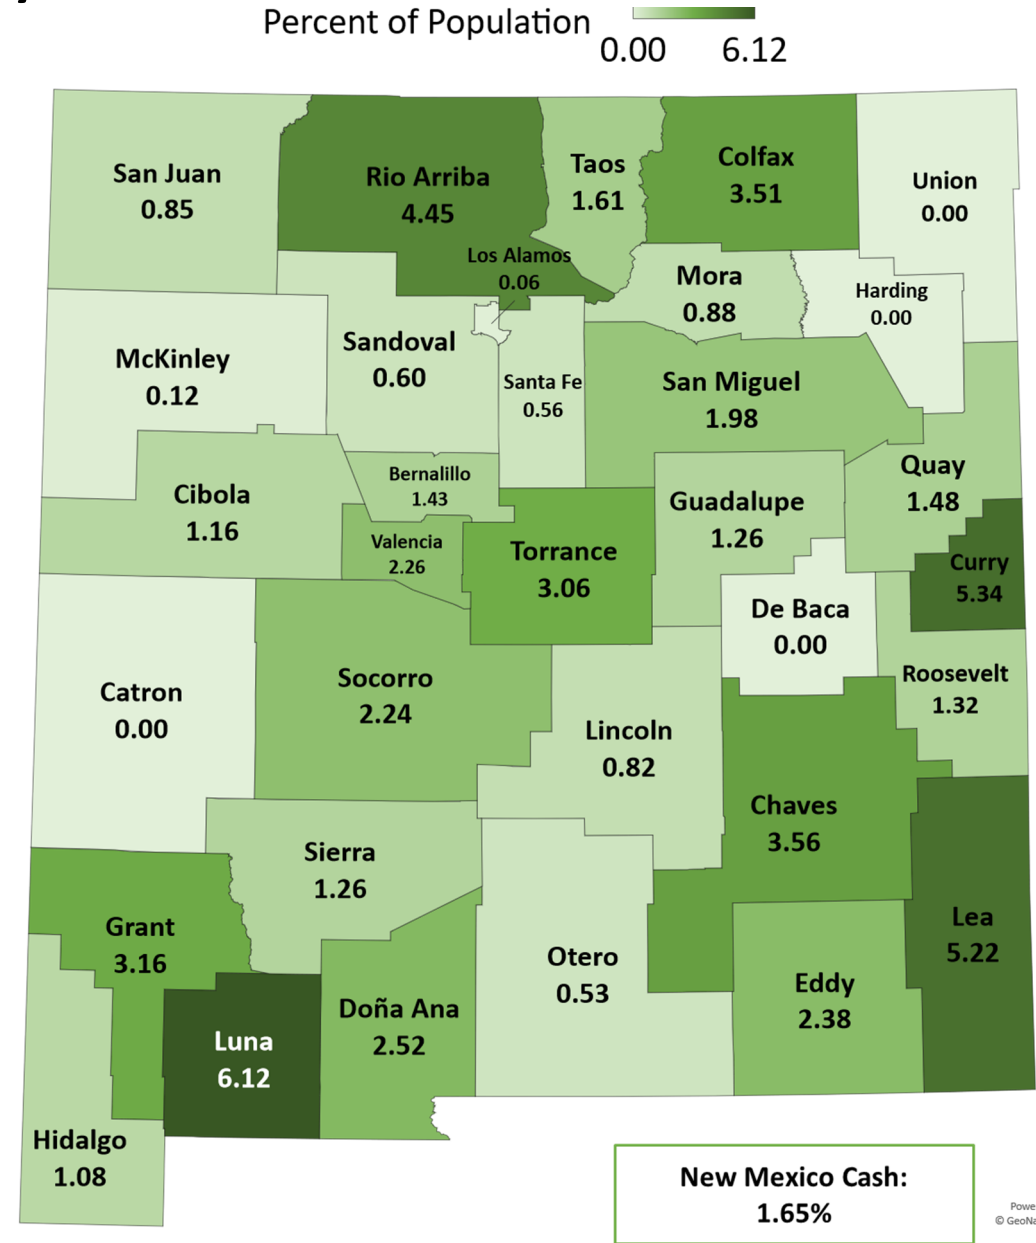 Percent of Population
0.00 6.12
San Juan
0.85
Rio Arriba
4.45
Taos
1.61
Colfax
3.51
Union
0.00
Los Alamos
0.06
Mora
0.88
Harding
0.00
McKinley
0.12
Sandoval
0.60
Santa Fe
0.56
San Miguel
1.98
Quay
1.48
Cibola
1.16
Bernalillo
1.43
Valencia
2.26
Torrance
3.06
Guadalupe
1.26
Curry
5.34
De Baca
0.00
Catron
0.00
Socorro
2.24
Lincoln
0.82
Roosevelt
1.32
Chaves
3.56
Sierra
1.26
Grant
3.16
Lea
5.22
Otero
0.53
Eddy
2.38
Doña Ana
2.52
Luna
6.12
Hidalgo
1.08
New Mexico Cash:
1.65%
Powe
© GeoNa